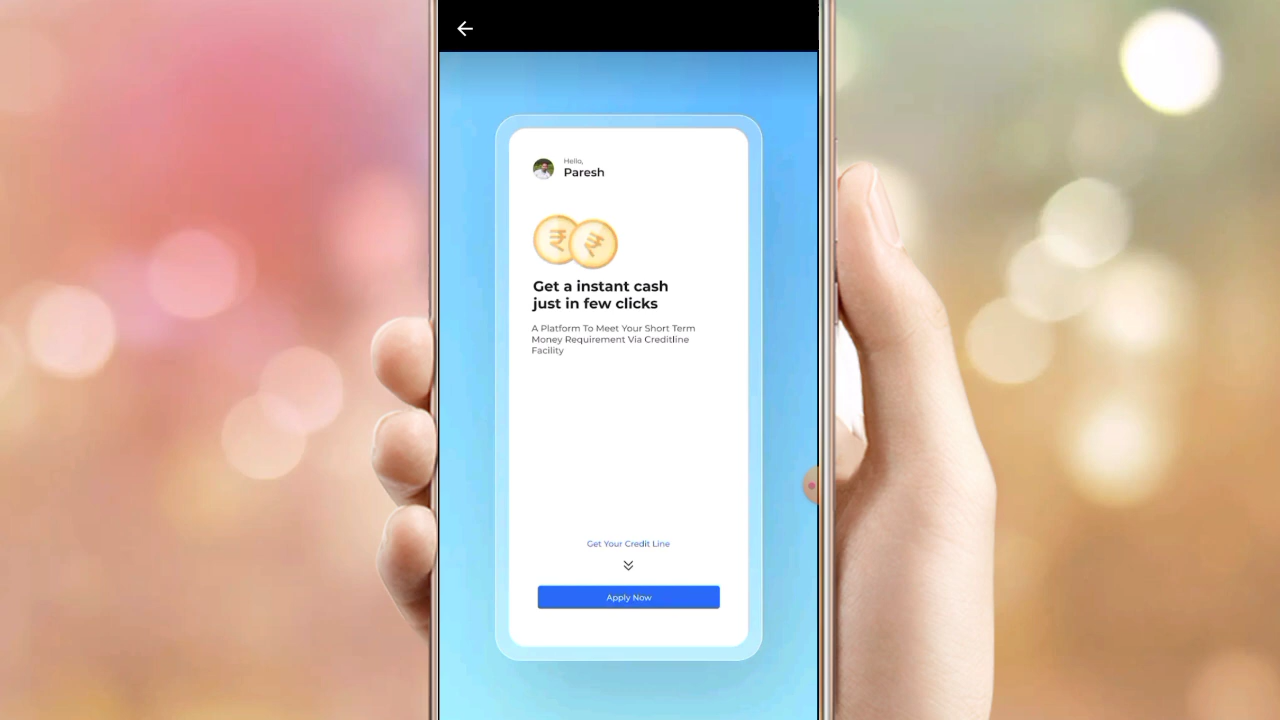 Hello,
Paresh
₹ ₹
Get a instant cash
just in few clicks
A Platform To Meet Your Short Term
Money Requirement Via Creditline
Facility
Get Your Credit Line
Apply Now